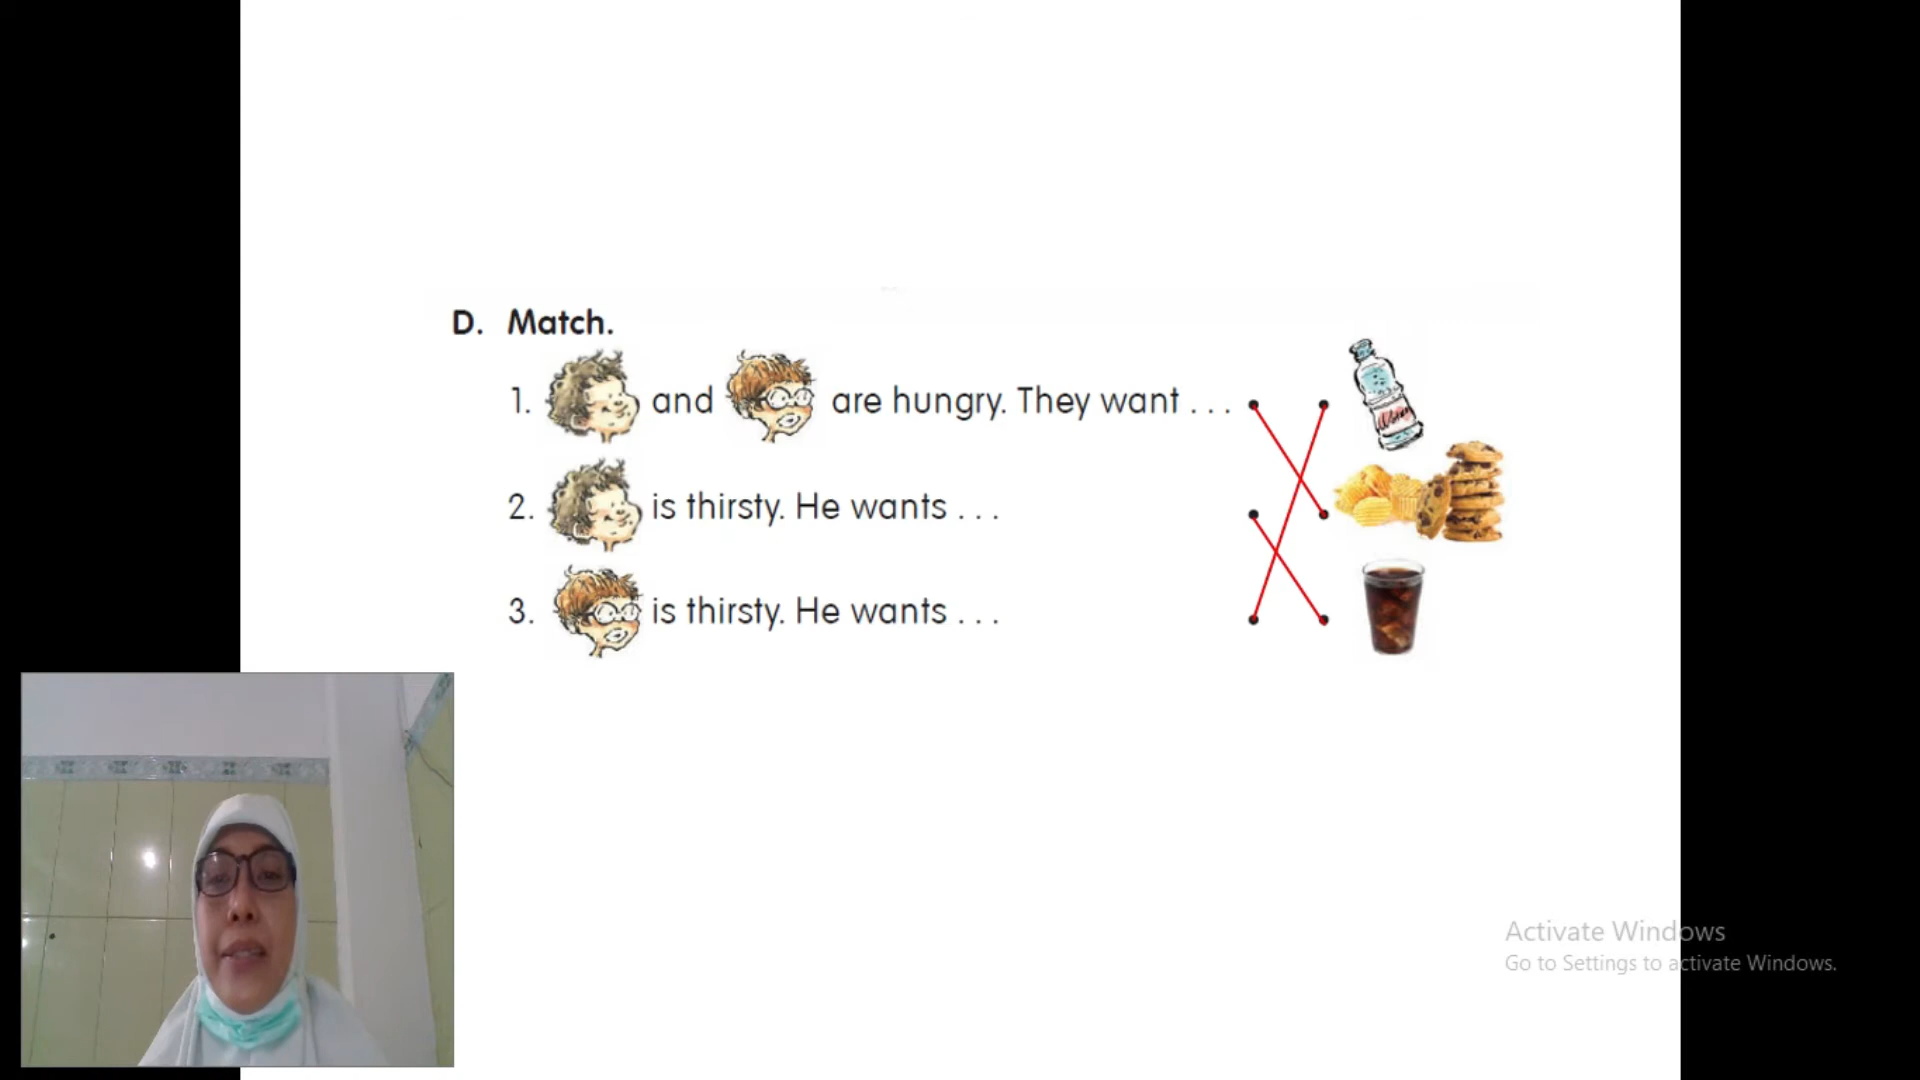 D. Match.
1. and are hungry. They want . . .
2. is thirsty. He wants . . .
3. is thirsty. He wants . . .
Water
Activate Windows
Go to Settings to activate Windows.